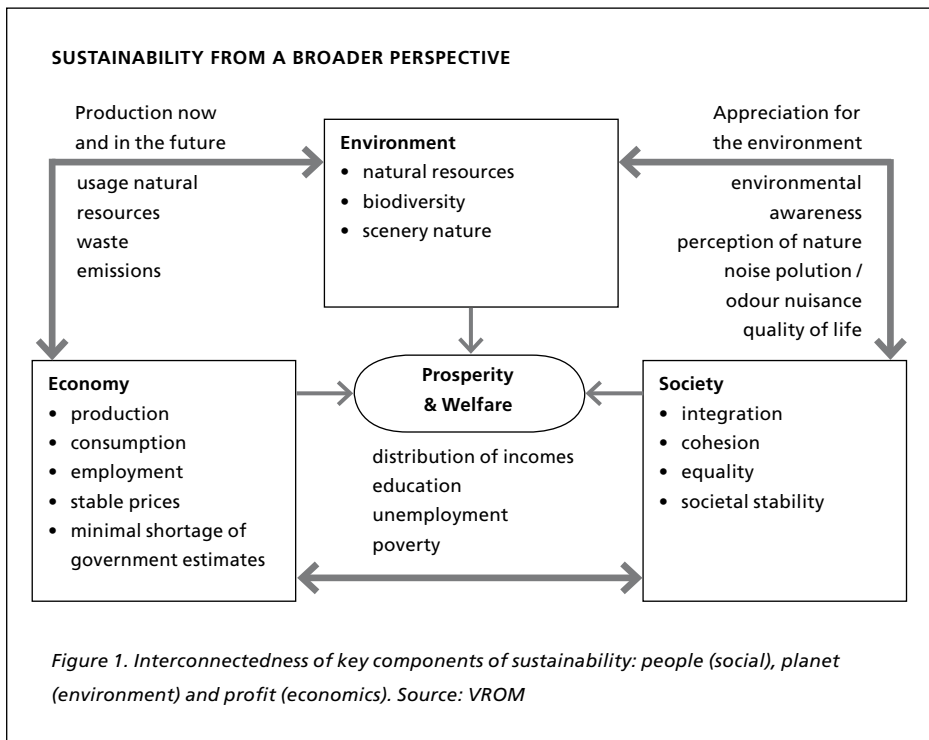 SUSTAINABILITY FROM A BROADER PERSPECTIVE
Production now
and in the future
usage natural
resources
waste
emissions
Environment
• natural resources
• biodiversity
• scenery nature
Appreciation for
the environment
environmental
awareness
perception of nature
noise polution /
odour nuisance
quality of life
Economy
• production
• consumption
• employment
• stable prices
• minimal shortage of
government estimates
Prosperity
& Welfare
distribution of incomes
education
unemployment
poverty
Society
• integration
• cohesion
• equality
• societal stability
Figure 1. Interconnectedness of key components of sustainability: people (social), planet
(environment) and profit (economics). Source: VROM